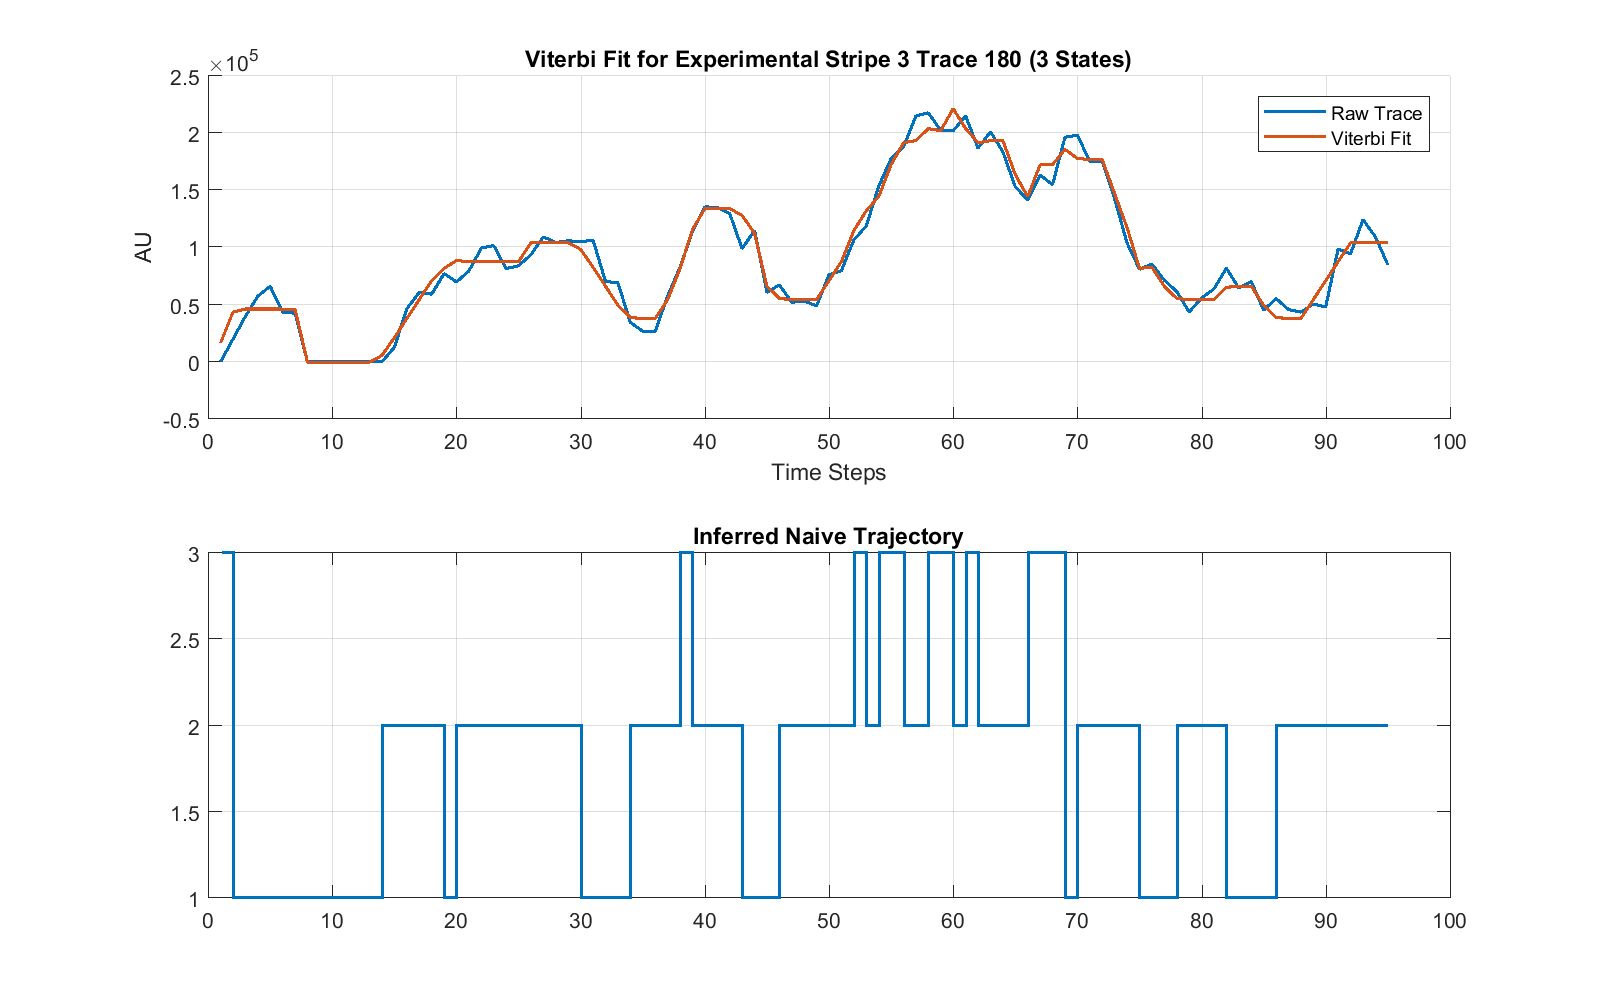 Viterbi Fit for Experimental Stripe 3 Trace 180 (3 States)
×10^5
2.5
2
1.5
1
0.5
0
-0.5
AU
Raw Trace
Viterbi Fit
0 10 20 30 40 50 60 70 80 90 100
Time Steps
Inferred Naive Trajectory
3
2.5
2
1.5
1
0 10 20 30 40 50 60 70 80 90 100